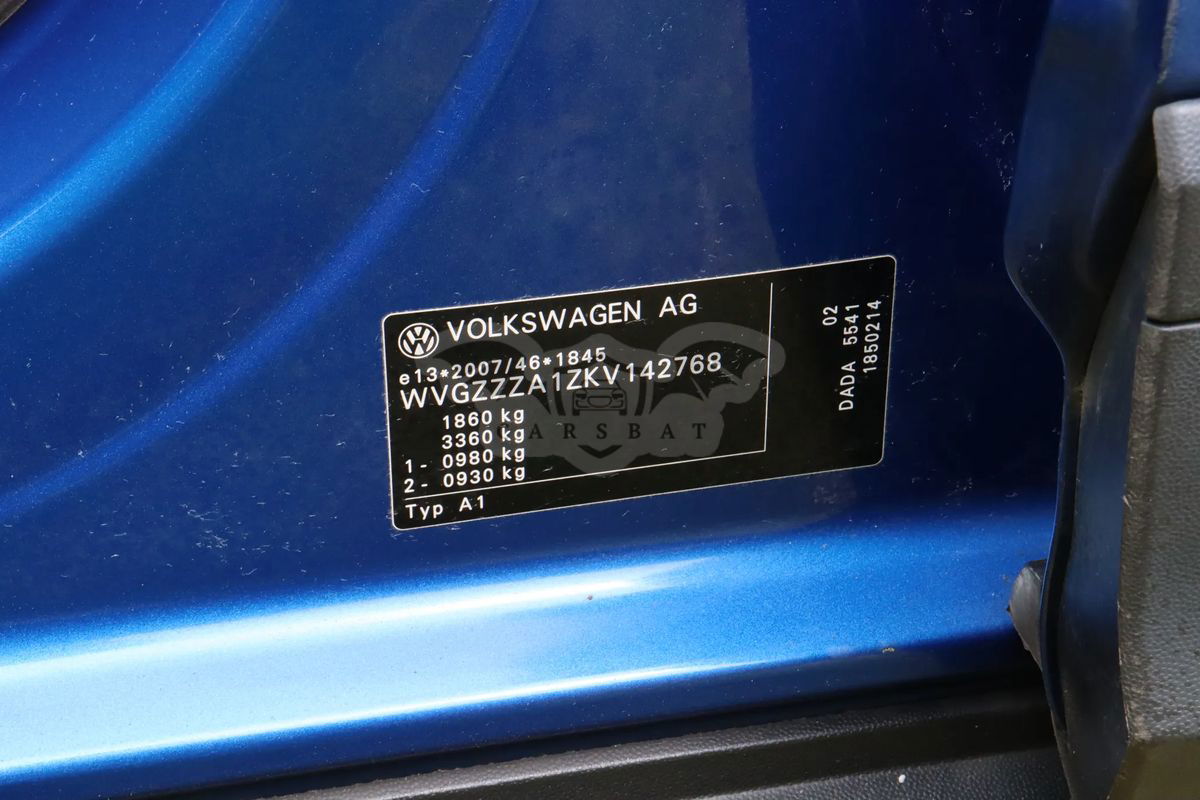 VOLKSWAGEN AG
e13*2007/46*1845
WVGZZZA1ZKV142768
1860 kg
3360 kg
1- 0980 kg
2- 0930 kg
Typ A1
02
DADA 5541
1850214
CARSBAT